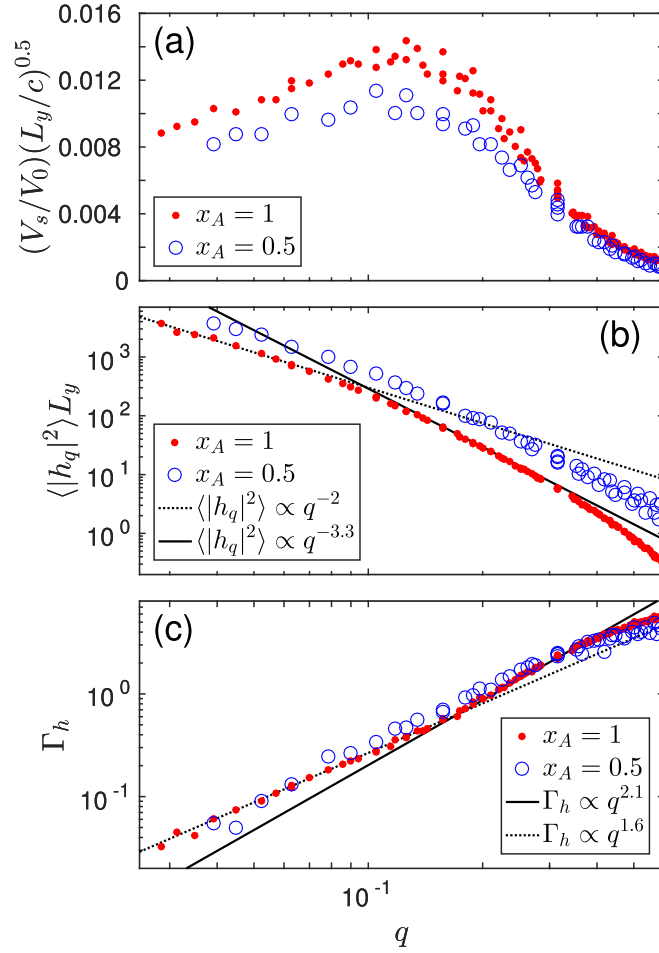 (a)
(V_s/V_0)(L_y/c)^{0.5}
0.016
0.012
0.008
0.004
0
x_A = 1
x_A = 0.5
(b)
⟨|h_q|^2⟩L_y
10^3
10^2
10^1
10^0
x_A = 1
x_A = 0.5
⟨|h_q|^2⟩ ∝ q^{-2}
⟨|h_q|^2⟩ ∝ q^{-3.3}
(c)
Γ_h
10^0
10^{-1}
x_A = 1
x_A = 0.5
Γ_h ∝ q^{2.1}
Γ_h ∝ q^{1.6}
10^{-1}
q